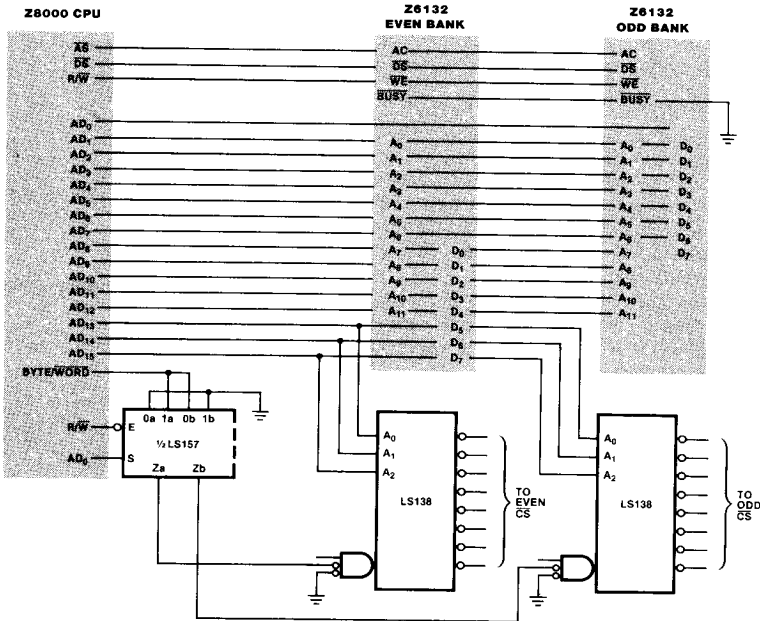 Z8000 CPU
Z6132
EVEN BANK
Z6132
ODD BANK
AS
DS
R/W
AC
DS
WE
BUSY
AC
DS
WE
BUSY
AD0
AD1
AD2
AD3
AD4
AD5
AD6
AD7
AD8
AD9
AD10
AD11
AD12
AD13
AD14
AD15
BYTE/WORD
R/W
AD0
A0
A1
A2
A3
A4
A5
A6
A7
A8
A9
A10
A11
D0
D1
D2
D3
D4
D5
D6
D7
A0
A1
A2
A3
A4
A5
A6
A7
A8
A9
A10
A11
D0
D1
D2
D3
D4
D5
D6
D7
0a 1a 0b 1b
E
½ LS157
S
Za Zb
A0
A1
A2
LS138
TO
EVEN
CS
A0
A1
A2
LS138
TO
ODD
CS